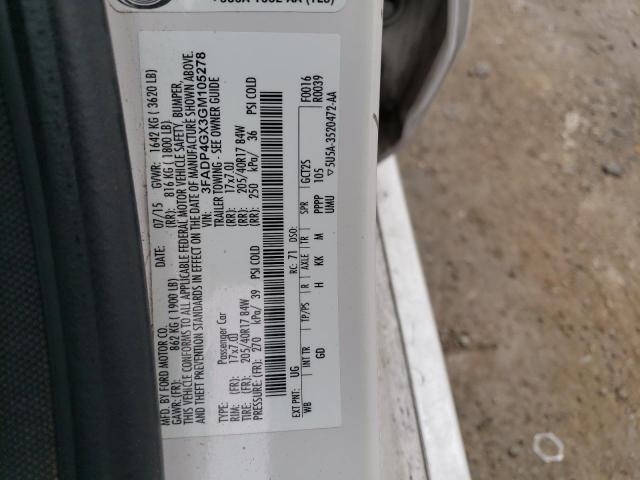 MFD. BY FORD MOTOR CO.
DATE: 07/15 GVWR: 1642 KG ( 3620 LB)
GAWR: (FR): 862 KG (1900 LB) (RR): 816 KG ( 1800 LB)
THIS VEHICLE CONFORMS TO ALL APPLICABLE FEDERAL MOTOR VEHICLE SAFETY, BUMPER,
AND THEFT PREVENTION STANDARDS IN EFFECT ON THE DATE OF MANUFACTURE SHOWN ABOVE.
VIN: 3FADP4GX3GM105278
TYPE: Passenger Car TRAILER TOWING - SEE OWNER GUIDE
RIM: (FR): 17x7.0J (RR): 17x7.0J
TIRE: (FR): 205/40R17 84W (RR): 205/40R17 84W
PRESSURE: (FR): 270 kPa/ 39 PSI COLD (RR): 250 kPa/ 36 PSI COLD
EXT PNT: UG RC: 71 DSO: F0016
R0039
WB INT TR TP/PS R AXLE TR SPR GCT25
GD H KK M PPPP 105
UMU
▼5U5A-3520472-AA